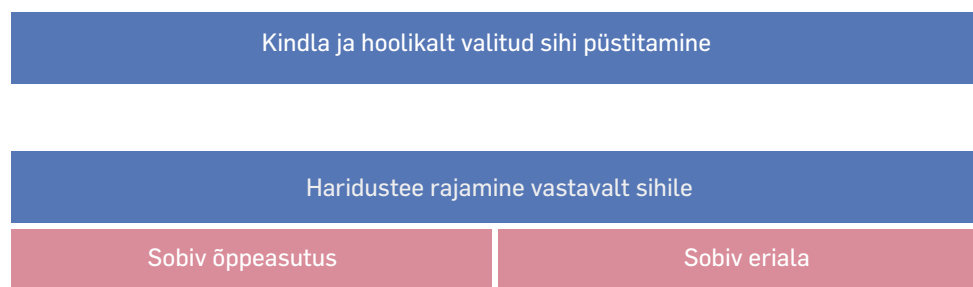 Kindla ja hoolikalt valitud sihi püstitamine
Haridustee rajamine vastavalt sihile
Sobiv õppeasutus
Sobiv eriala